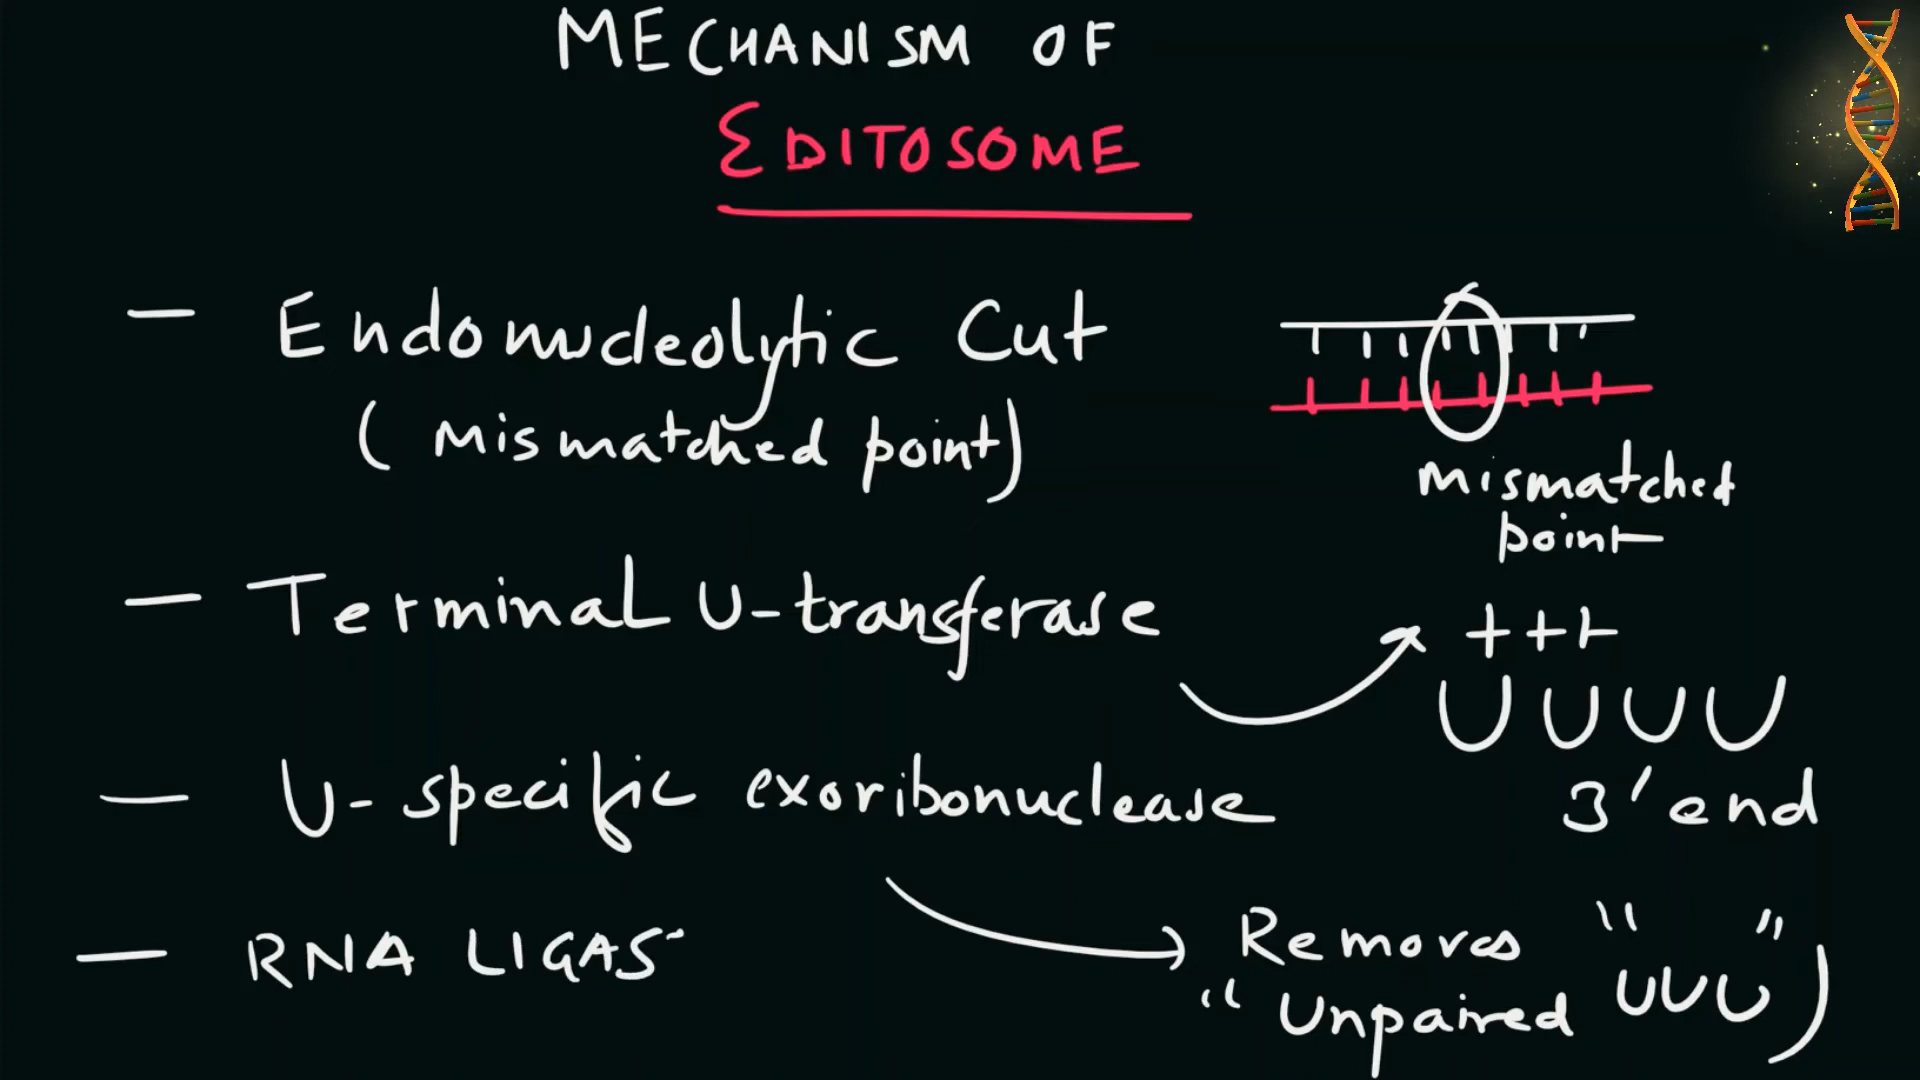 MECHANISM OF
EDITOSOME
– Endonucleolytic Cut
( Mismatched point)
Mismatched
point
– Terminal U-transferase
+++
UUUU
3' end
– U-specific exoribonuclease
– RNA LIGAS
Removes " "
" Unpaired UUU )